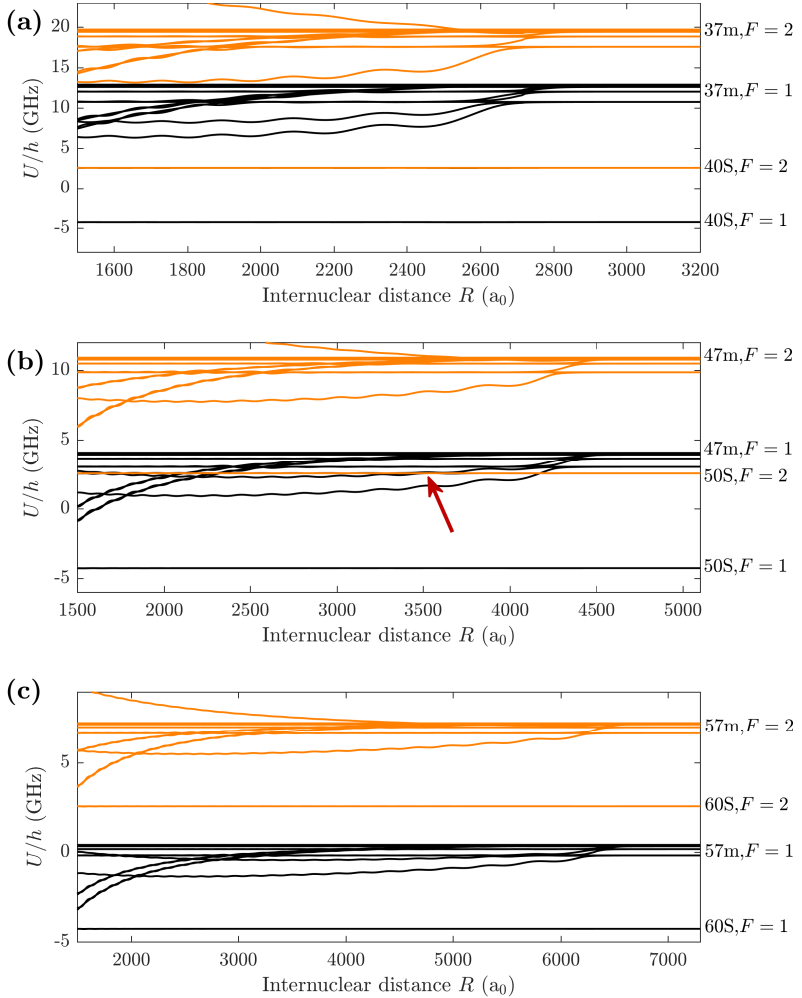 (a)
20
15
10
5
0
-5
U/h (GHz)
37m,F = 2
37m,F = 1
40S,F = 2
40S,F = 1
1600 1800 2000 2200 2400 2600 2800 3000 3200
Internuclear distance R (a₀)
(b)
10
5
0
-5
U/h (GHz)
47m,F = 2
47m,F = 1
50S,F = 2
50S,F = 1
1500 2000 2500 3000 3500 4000 4500 5000
Internuclear distance R (a₀)
(c)
5
0
-5
U/h (GHz)
57m,F = 2
60S,F = 2
57m,F = 1
60S,F = 1
2000 3000 4000 5000 6000 7000
Internuclear distance R (a₀)